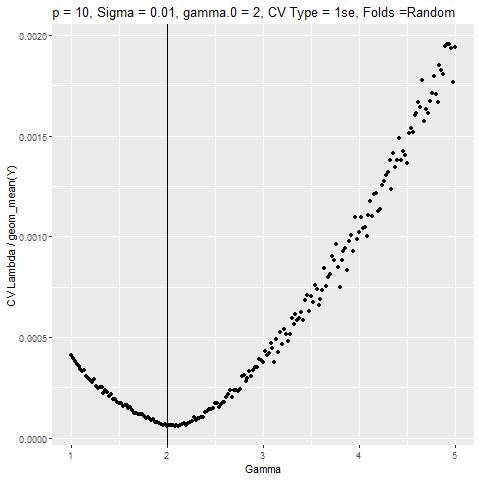 p = 10, Sigma = 0.01, gamma.0 = 2, CV Type = 1se, Folds =Random
0.0020
0.0015
0.0010
0.0005
0.0000
CV Lambda / geom_mean(Y)
1 2 3 4 5
Gamma